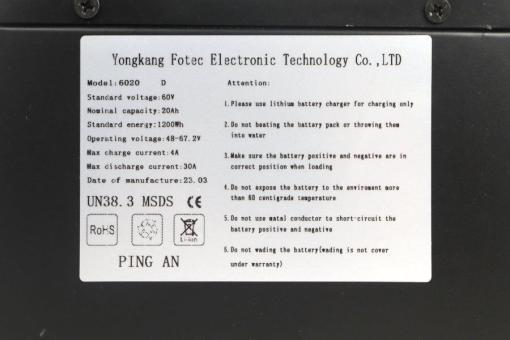 Yongkang Fotec Electronic Technology Co.,LTD
Model:6020 D
Standard voltage:60V
Nominal capacity:20Ah
Standard energy:1200Wh
Operating voltage:48-67.2V
Max charge current:4A
Max discharge current:30A
Date of manufacture:23.03
UN38.3 MSDS CE
RoHS
Li-ion
PING AN
Attention:
1.Please use lithium battery charger for charging only
2.Do not beating the battery pack or throwing them
into water
3.Make sure the battery positive and negative are in
correct position when loading
4.Do not expose the battery to the enviroment more
than 60 centigrade temperature
5.Do not use matal conductor to short-circuit the
battery positive and negative
6.Do not wading the battery(wading is not cover
under warranty)